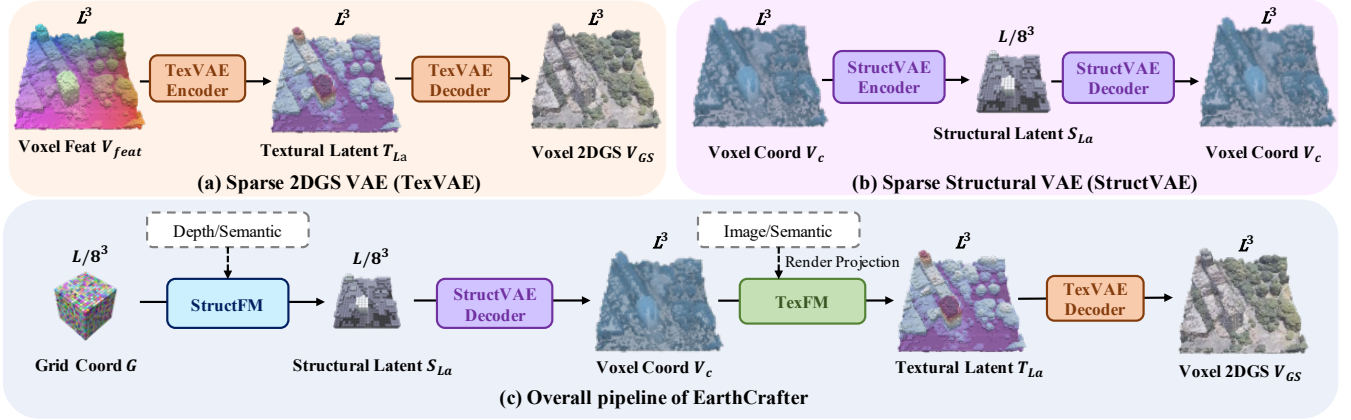 L³
L³
L³
TexVAE
Encoder
TexVAE
Decoder
Voxel Feat V_feat
Textural Latent T_La
Voxel 2DGS V_GS
(a) Sparse 2DGS VAE (TexVAE)
L³
L/8³
L³
StructVAE
Encoder
StructVAE
Decoder
Voxel Coord V_c
Structural Latent S_La
Voxel Coord V_c
(b) Sparse Structural VAE (StructVAE)
Depth/Semantic
Image/Semantic
L/8³
L/8³
L³
L³
L³
Render Projection
StructFM
StructVAE
Decoder
TexFM
TexVAE
Decoder
Grid Coord G
Structural Latent S_La
Voxel Coord V_c
Textural Latent T_La
Voxel 2DGS V_GS
(c) Overall pipeline of EarthCrafter